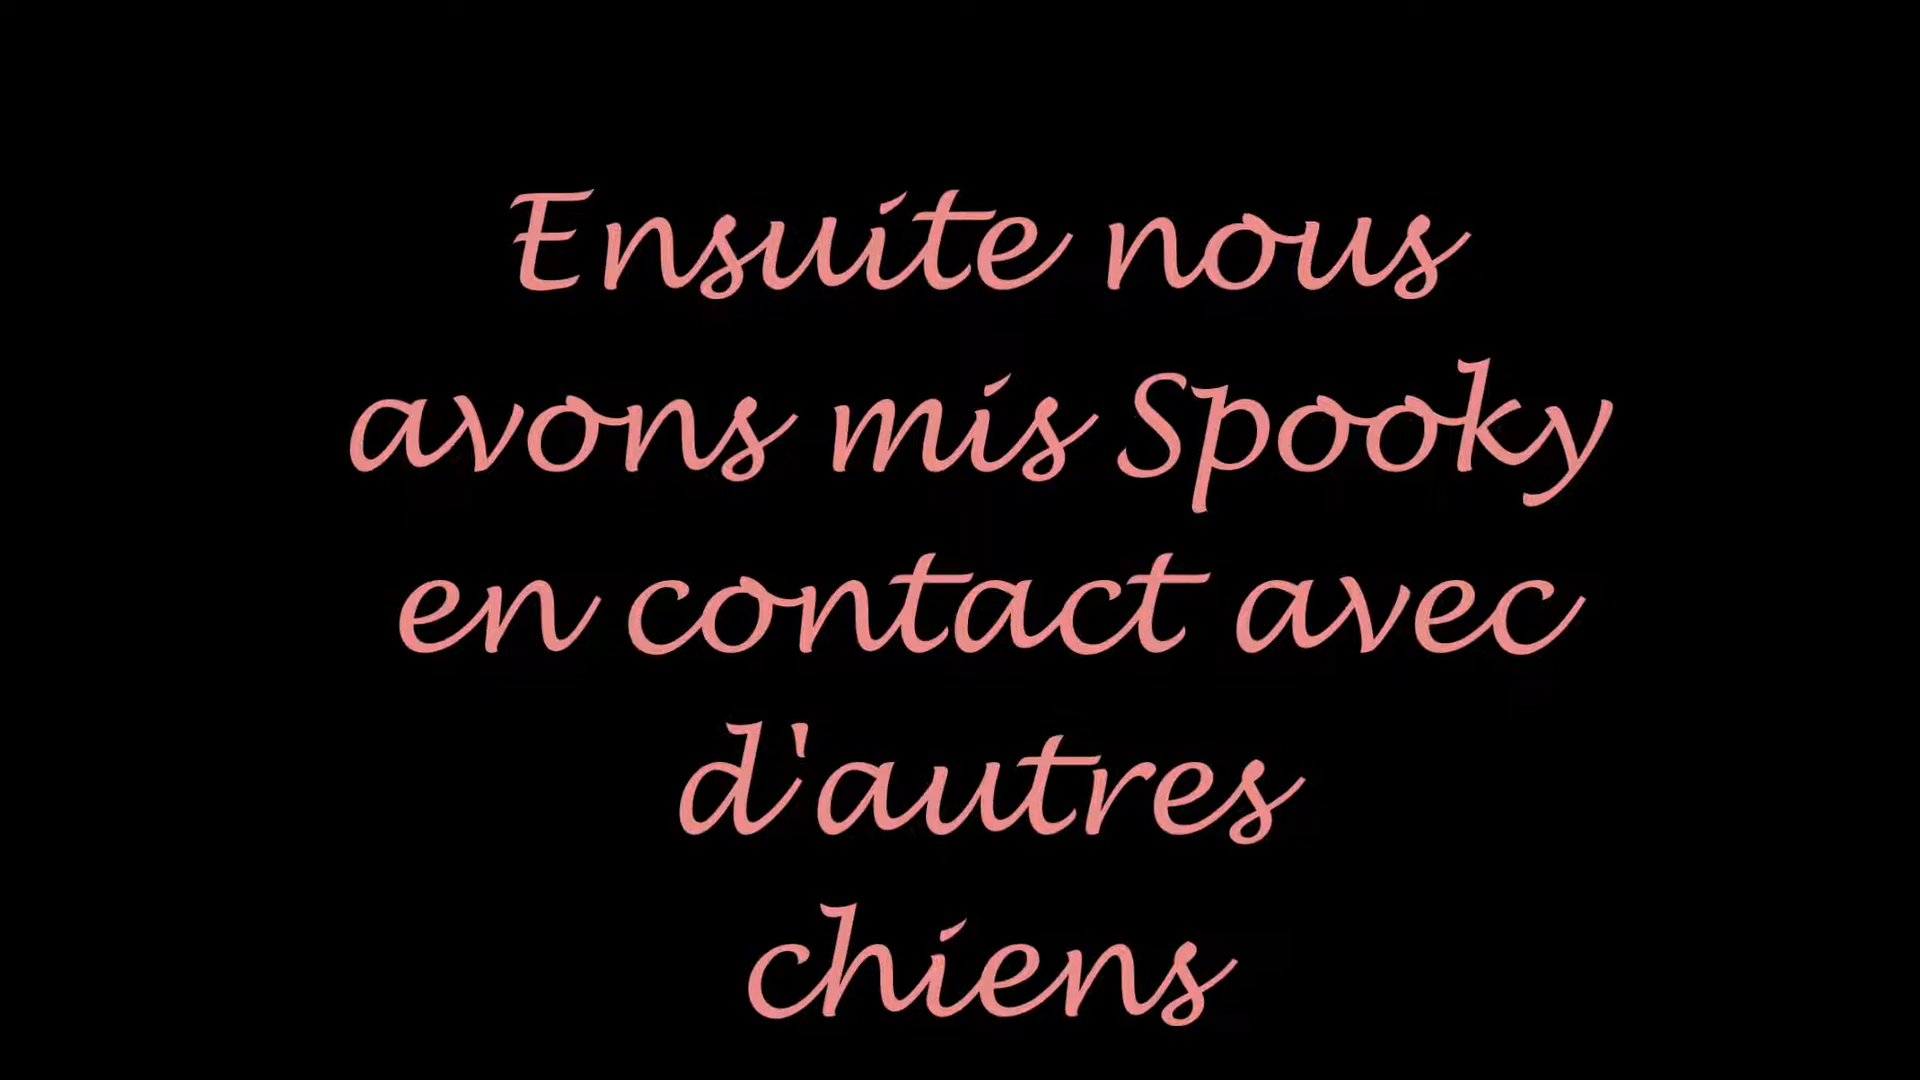 Ensuite nous
avons mis Spooky
en contact avec
d'autres
chiens